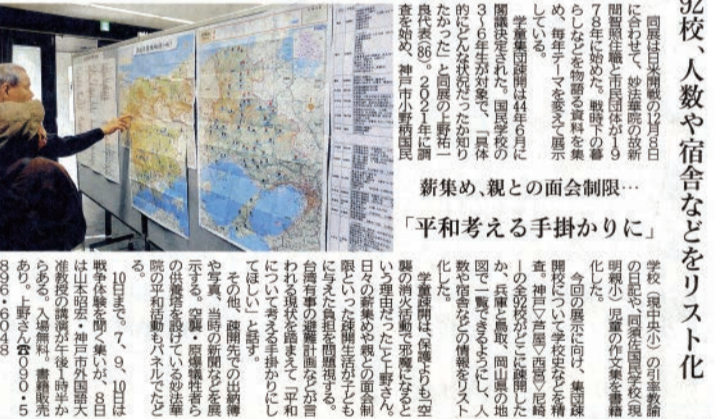 92校、人数や宿舎などをリスト化
薪集め、親との面会制限…
「平和考える手掛かりに」
同展は日米開戦の12月8日
に合わせて、妙法華院の故新
間智照住職と市民団体が19
78年に始めた。戦時下の暮
らしなどを物語る資料を集
め、毎年テーマを変えて展示
している。
学童集団疎開は44年6月に
閣議決定された。国民学校の
3~6年生が対象で、「具体
的にどんな状況だったか知り
たかった」と同展の上野祐一
良代表(86)。2021年に調
査を始め、神戸市小野柄国民
学校(現中央小)の引率教諭
の日記や、同須佐国民学校(現
明親小)児童の作文集を書籍
化した。
今回の展示に向け、集団疎
開校について学校史などを精
査。神戸▽芦屋▽西宮▽尼崎
ーの全92校がどこに疎開した
か、兵庫と鳥取、岡山県の地
図で一覧できるようにし、人
数や宿舎などの情報をリスト
化した。
学童疎開は、保護よりも「空
襲の消火活動で邪魔になると
いう理由だった」と上野さん。
日々の薪集めや親との面会制
限といった疎開生活が子ども
に与えた負担を問題視する。
台湾有事の避難計画などが言
われる現状を踏まえて「平和
について考える手掛かりにし
てほしい」と話す。
その他、疎開先での出納簿
や写真、当時の新聞などを展
示する。空襲・原爆犠牲者ら
の供養塔を設けている妙法華
院の平和活動もパネルでたど
る。
10日まで。7、9、10日は
戦争体験を聞く集いが、8日
は山本昭宏・神戸市外国語大
准教授の講演が午後1時半か
らある。入場無料。書籍販売
あり。上野さん☎090・5
896・6048